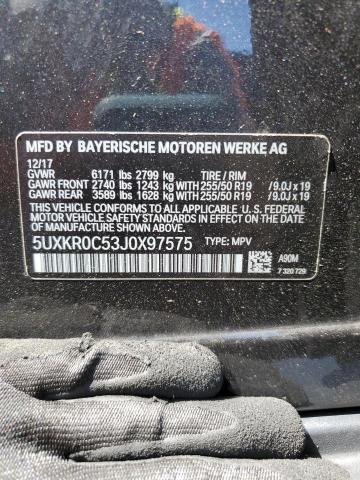 MFD BY BAYERISCHE MOTOREN WERKE AG
12/17
GVWR 6171 lbs 2799 kg TIRE / RIM
GAWR FRONT 2740 lbs 1243 kg WITH 255/50 R19 /9.0J x 19
GAWR REAR 3589 lbs 1628 kg WITH 255/50 R19 /9.0J x 19
THIS VEHICLE CONFORMS TO ALL APPLICABLE U.S. FEDERAL
MOTOR VEHICLE SAFETY STANDARDS IN EFFECT ON THE
DATE OF MANUFACTURE SHOWN ABOVE.
5UXKR0C53J0X97575 TYPE: MPV
A90M
7 320 729